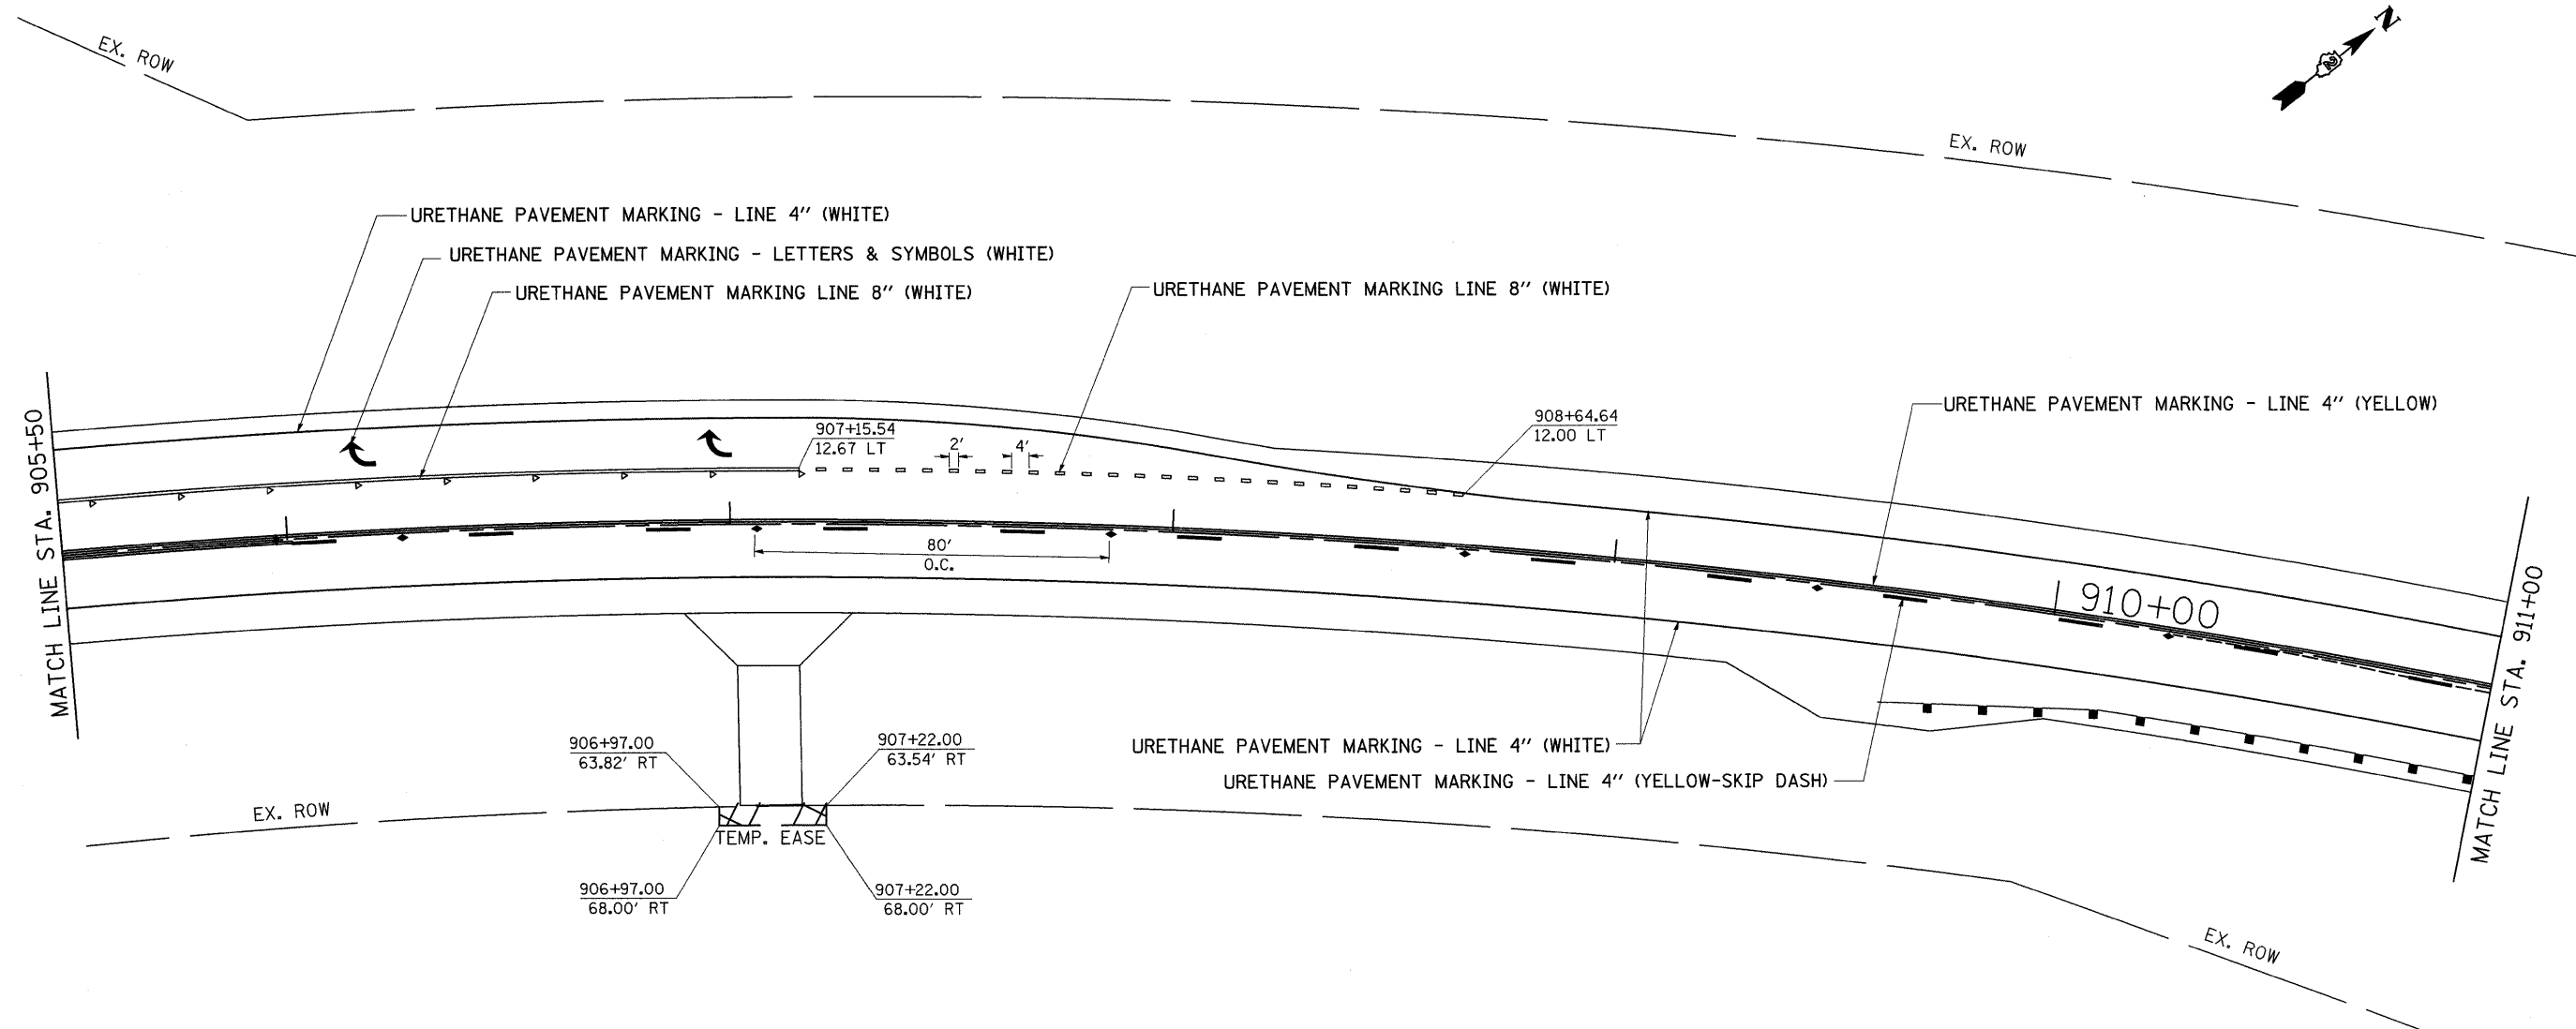 N
EX. ROW
EX. ROW
URETHANE PAVEMENT MARKING - LINE 4" (WHITE)
URETHANE PAVEMENT MARKING - LETTERS & SYMBOLS (WHITE)
URETHANE PAVEMENT MARKING LINE 8" (WHITE)
URETHANE PAVEMENT MARKING LINE 8" (WHITE)
URETHANE PAVEMENT MARKING - LINE 4" (YELLOW)
908+64.64
12.00 LT
907+15.54
12.67 LT
2'
4'
MATCH LINE STA. 905+50
80'
O.C.
910+00
MATCH LINE STA. 911+00
URETHANE PAVEMENT MARKING - LINE 4" (WHITE)
URETHANE PAVEMENT MARKING - LINE 4" (YELLOW-SKIP DASH)
906+97.00
63.82' RT
907+22.00
63.54' RT
EX. ROW
TEMP. EASE
906+97.00
68.00' RT
907+22.00
68.00' RT
EX. ROW